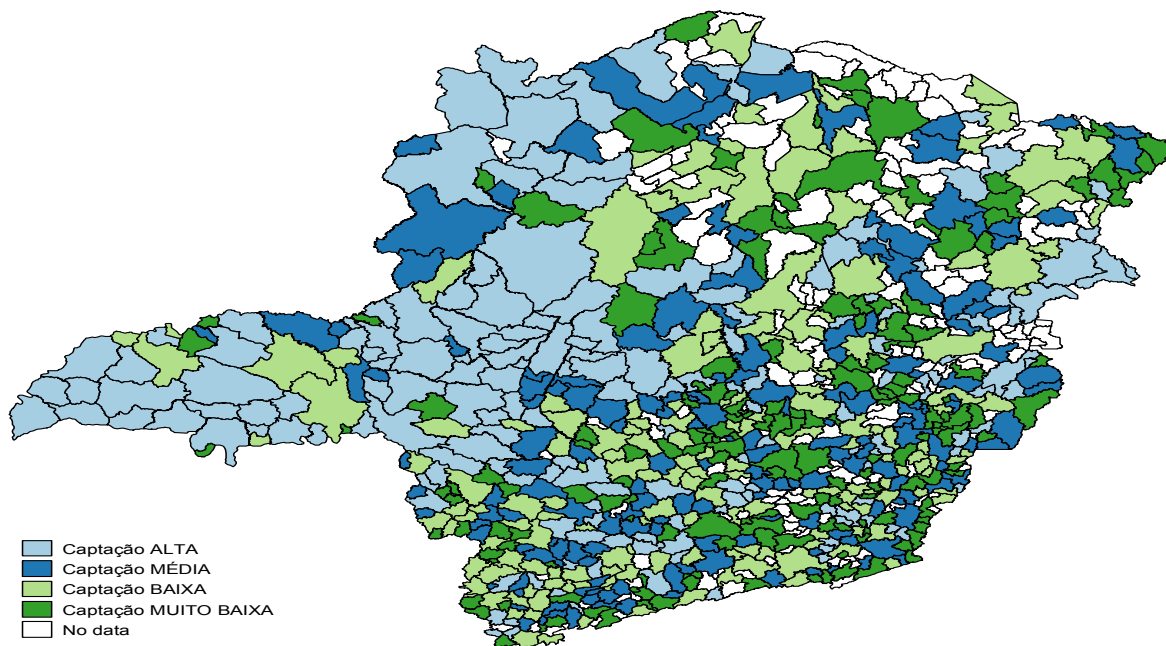 Captação ALTA
Captação MÉDIA
Captação BAIXA
Captação MUITO BAIXA
No data